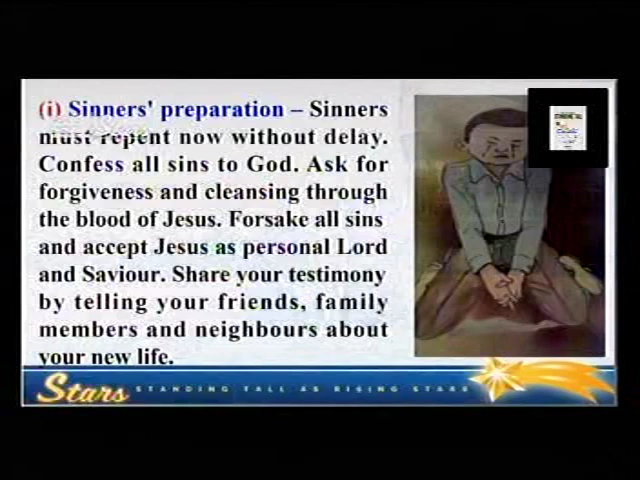 (i) Sinners' preparation – Sinners
must repent now without delay.
Confess all sins to God. Ask for
forgiveness and cleansing through
the blood of Jesus. Forsake all sins
and accept Jesus as personal Lord
and Saviour. Share your testimony
by telling your friends, family
members and neighbours about
your new life.
Stars STANDING TALL AS RISING STARS